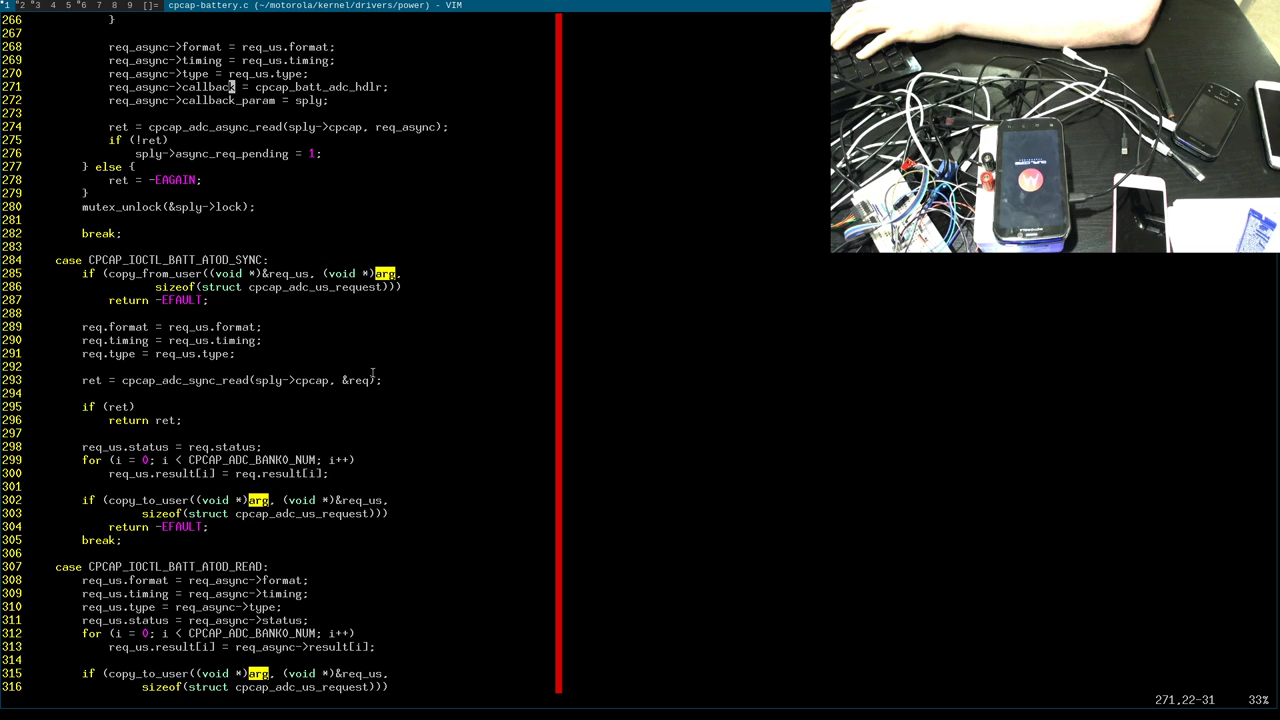 1 2 3 4 5 6 7 8 9 []= cpcap-battery.c (~/motorola/kernel/drivers/power) - VIM
266 }
267
268 req_async->format = req_us.format;
269 req_async->timing = req_us.timing;
270 req_async->type = req_us.type;
271 req_async->callback = cpcap_batt_adc_hdlr;
272 req_async->callback_param = sply;
273
274 ret = cpcap_adc_async_read(sply->cpcap, req_async);
275 if (!ret)
276 sply->async_req_pending = 1;
277 } else {
278 ret = -EAGAIN;
279 }
280 mutex_unlock(&sply->lock);
281
282 break;
283
284 case CPCAP_IOCTL_BATT_ATOD_SYNC:
285 if (copy_from_user((void *)&req_us, (void *)arg,
286 sizeof(struct cpcap_adc_us_request)))
287 return -EFAULT;
288
289 req.format = req_us.format;
290 req.timing = req_us.timing;
291 req.type = req_us.type;
292
293 ret = cpcap_adc_sync_read(sply->cpcap, &req);
294
295 if (ret)
296 return ret;
297
298 req_us.status = req.status;
299 for (i = 0; i < CPCAP_ADC_BANK0_NUM; i++)
300 req_us.result[i] = req.result[i];
301
302 if (copy_to_user((void *)arg, (void *)&req_us,
303 sizeof(struct cpcap_adc_us_request)))
304 return -EFAULT;
305 break;
306
307 case CPCAP_IOCTL_BATT_ATOD_READ:
308 req_us.format = req_async->format;
309 req_us.timing = req_async->timing;
310 req_us.type = req_async->type;
311 req_us.status = req_async->status;
312 for (i = 0; i < CPCAP_ADC_BANK0_NUM; i++)
313 req_us.result[i] = req_async->result[i];
314
315 if (copy_to_user((void *)arg, (void *)&req_us,
316 sizeof(struct cpcap_adc_us_request)))
271,22-31 33%